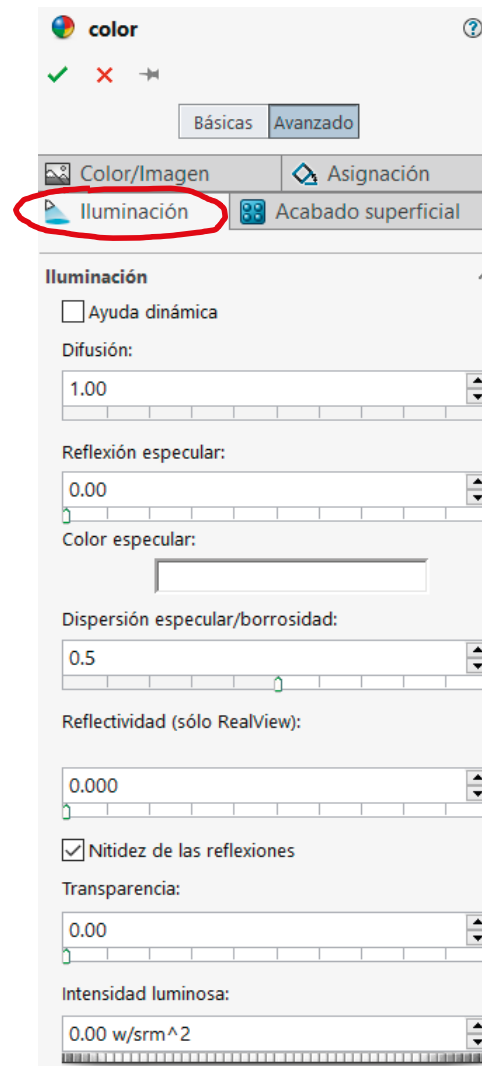 color
Básicas Avanzado
Color/Imagen Asignación
Iluminación Acabado superficial
Iluminación
Ayuda dinámica
Difusión:
1.00
Reflexión especular:
0.00
Color especular:
Dispersión especular/borrosidad:
0.5
Reflectividad (sólo RealView):
0.000
Nitidez de las reflexiones
Transparencia:
0.00
Intensidad luminosa:
0.00 w/srm^2